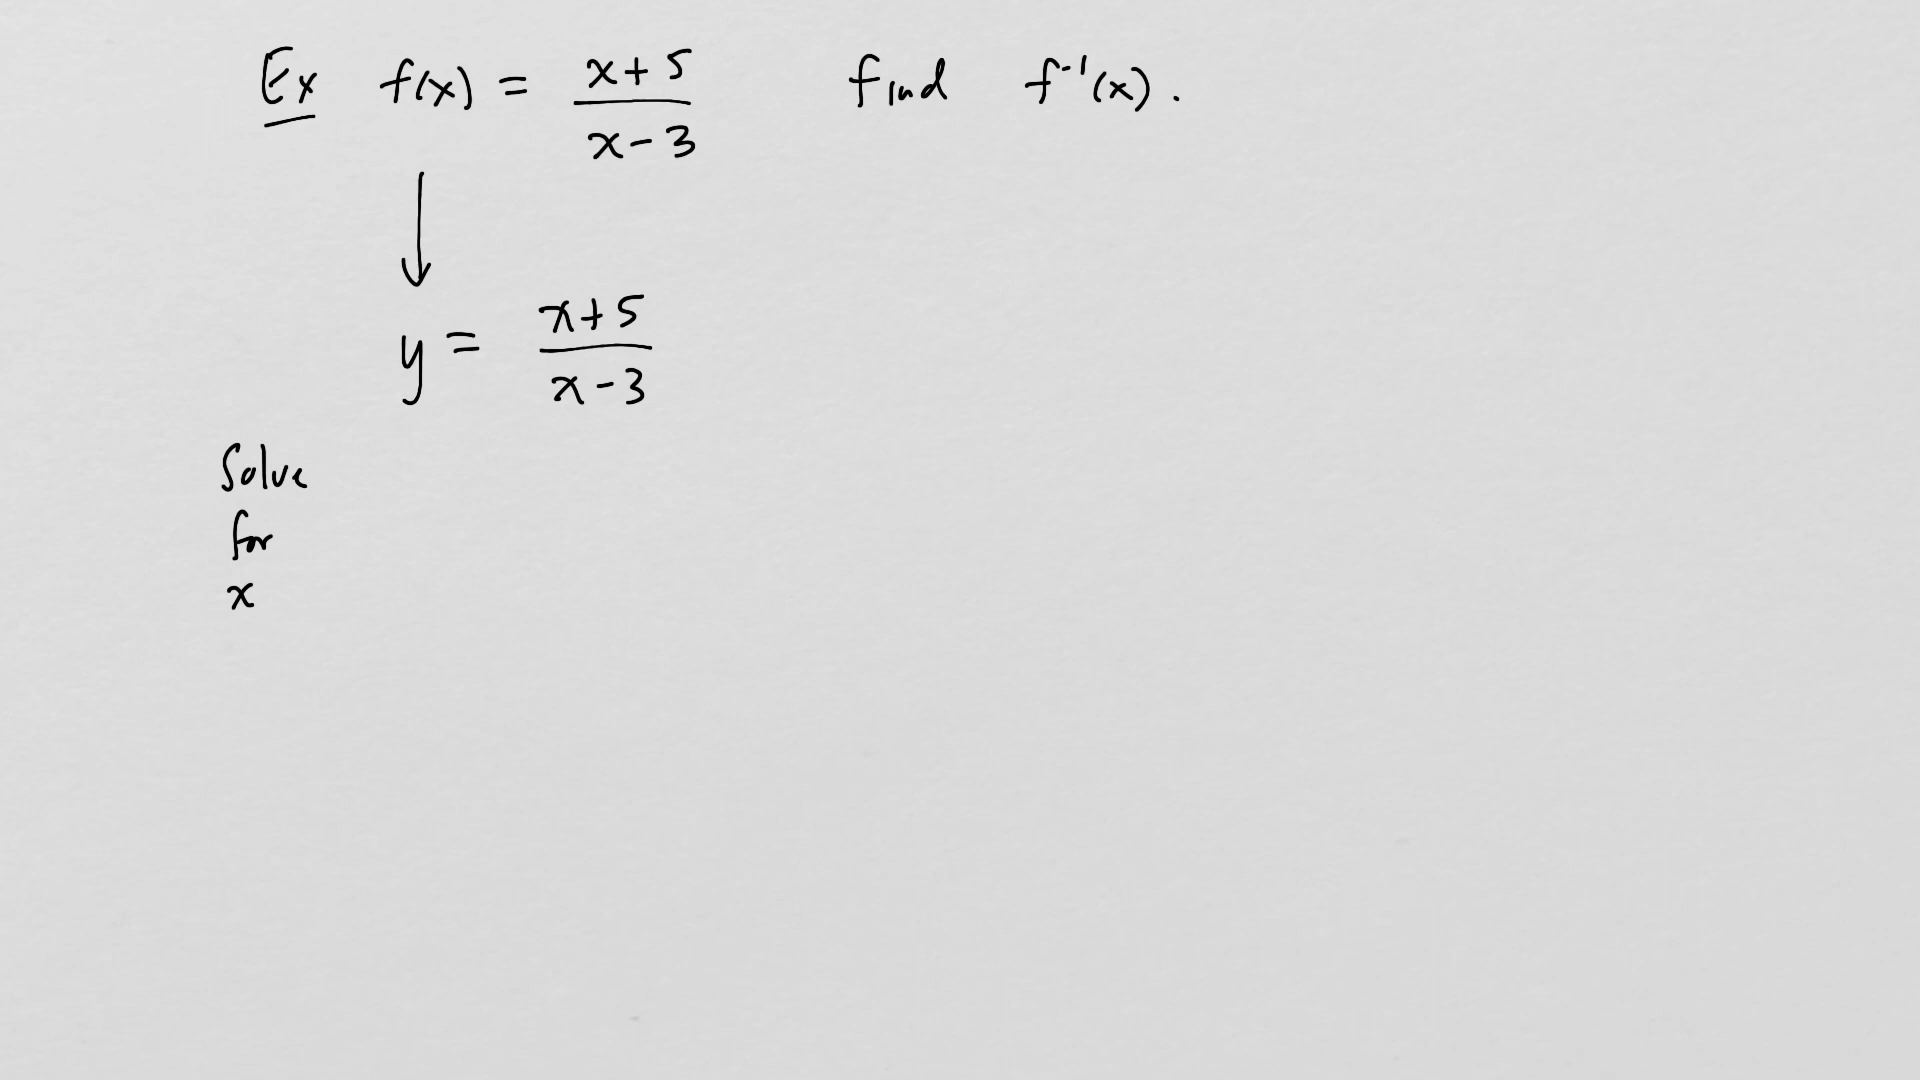 Ex f(x) = (x+5)/(x-3) find f⁻¹(x).
y = (x+5)/(x-3)
Solve
for
x